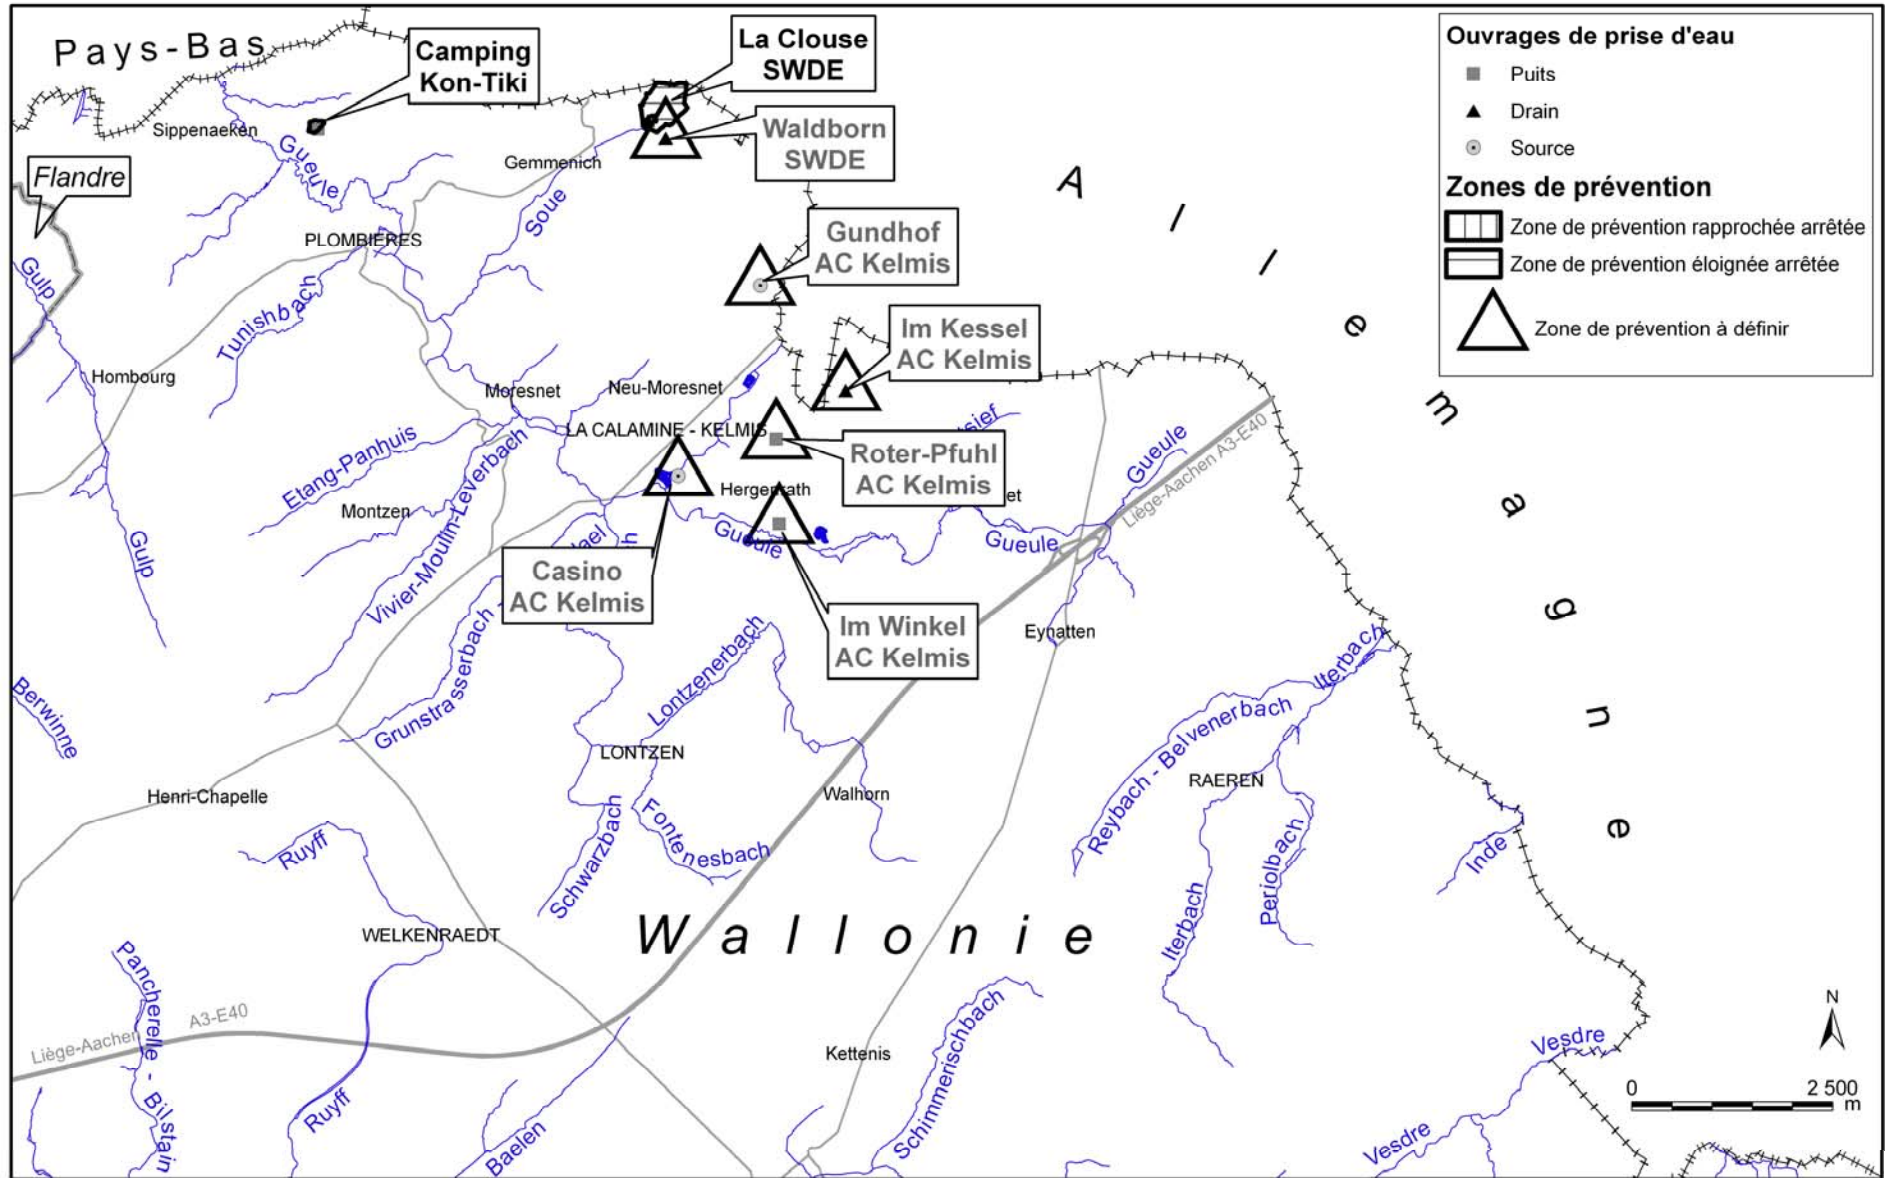 Pays-Bas
Camping
Kon-Tiki
La Clouse
SWDE
Waldborn
SWDE
Ouvrages de prise d'eau
Puits
Drain
Source
Zones de prévention
Zone de prévention rapprochée arrêtée
Zone de prévention éloignée arrêtée
Zone de prévention à définir
Sippenaeken
Gueule
Gemmenich
Flandre
Soue
Allemagne
Gundhof
AC Kelmis
PLOMBIERES
Gulp
Tunishbach
Im Kessel
AC Kelmis
Hombourg
Moresnet
Neu-Moresnet
LA CALAMINE - KELMIS
Etang-Panhuis
Roter-Pfuhl
AC Kelmis
Gueule
Liège-Aachen A3-E40
Hergenrath
et
Montzen
Vivier-Moulin-Leverbach
Gulp
Gueule
Gueule
Casino
AC Kelmis
Im Winkel
AC Kelmis
Eynatten
Grunstrasserbach
Lontzenerbach
Iterbach
Berwinne
Reybach - Belvenerbach
LONTZEN
RAEREN
Henri-Chapelle
Walhorn
Ruyff
Schwarzbach
Fontenesbach
Periolbach
Inde
Iterbach
WELKENRAEDT
Wallonie
Pancherelle - Bilstain
Liège-Aachen
A3-E40
Schimmerischbach
Kettenis
Vesdre
N
0 2 500
m
Ruyff
Baelen
Vesdre